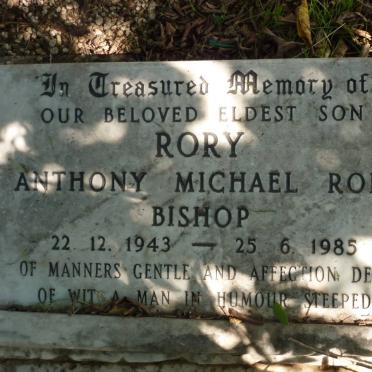 In Treasured Memory of
OUR BELOVED ELDEST SON
RORY
ANTHONY MICHAEL
BISHOP
22 12. 1943 — 25 6. 1985
OF MANNERS GENTLE AND AFFECTION
OF WIT A MAN IN HUMOUR STEEPED